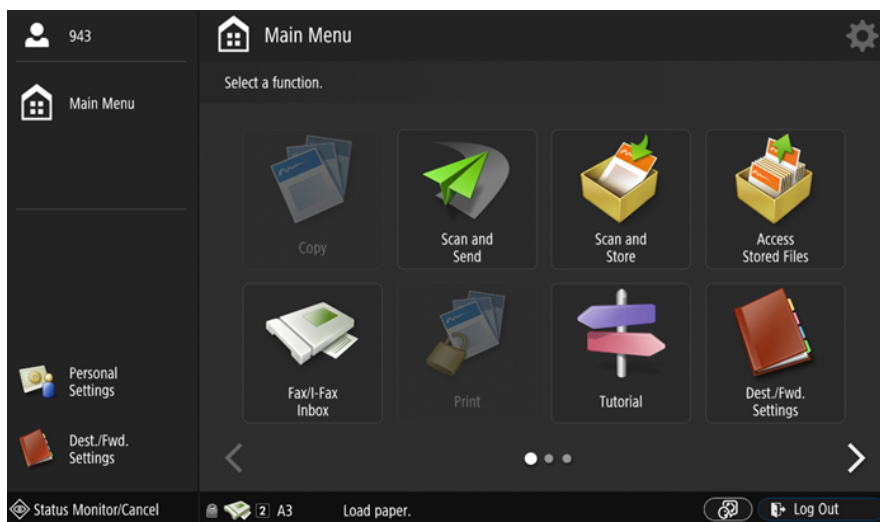 943
Main Menu
Main Menu
Select a function.
Copy
Scan and
Send
Scan and
Store
Access
Stored Files
Fax/I-Fax
Inbox
Print
Tutorial
Dest./Fwd.
Settings
Personal
Settings
Dest./Fwd.
Settings
Status Monitor/Cancel
2 A3 Load paper.
Log Out